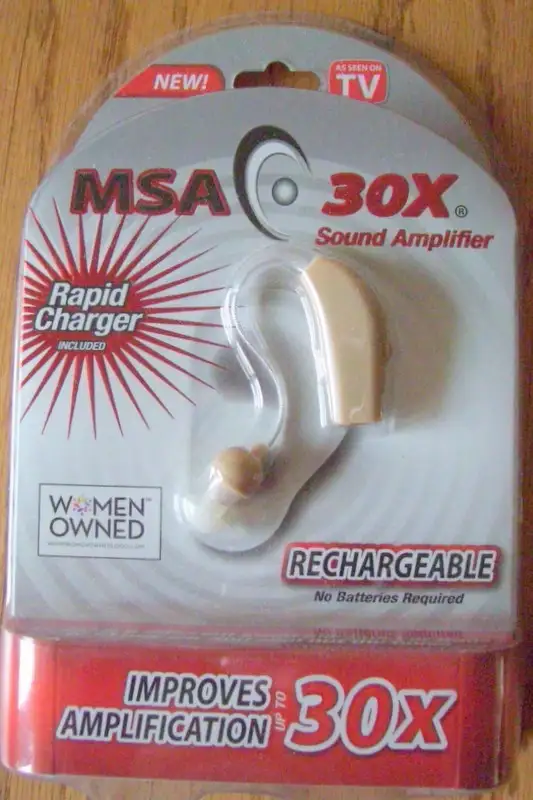 NEW!
AS SEEN ON
TV
MSA 30X®
Sound Amplifier
Rapid
Charger
INCLUDED
WOMEN™
OWNED
RECHARGEABLE
No Batteries Required
IMPROVES
AMPLIFICATION
UP TO
30X